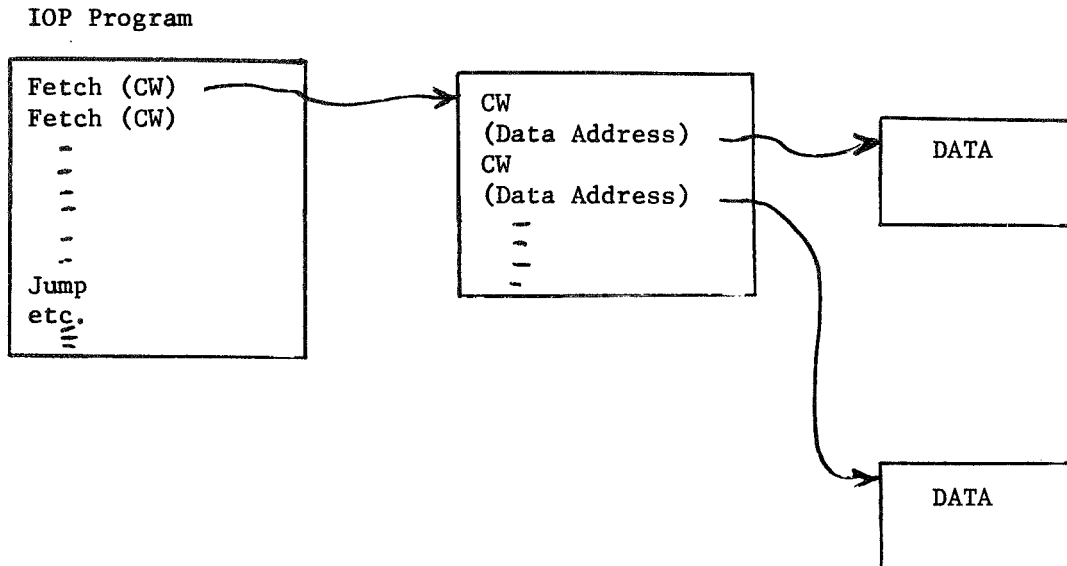 IOP Program
Fetch (CW)
Fetch (CW)
Jump
etc.
CW
(Data Address)
CW
(Data Address)
DATA
DATA